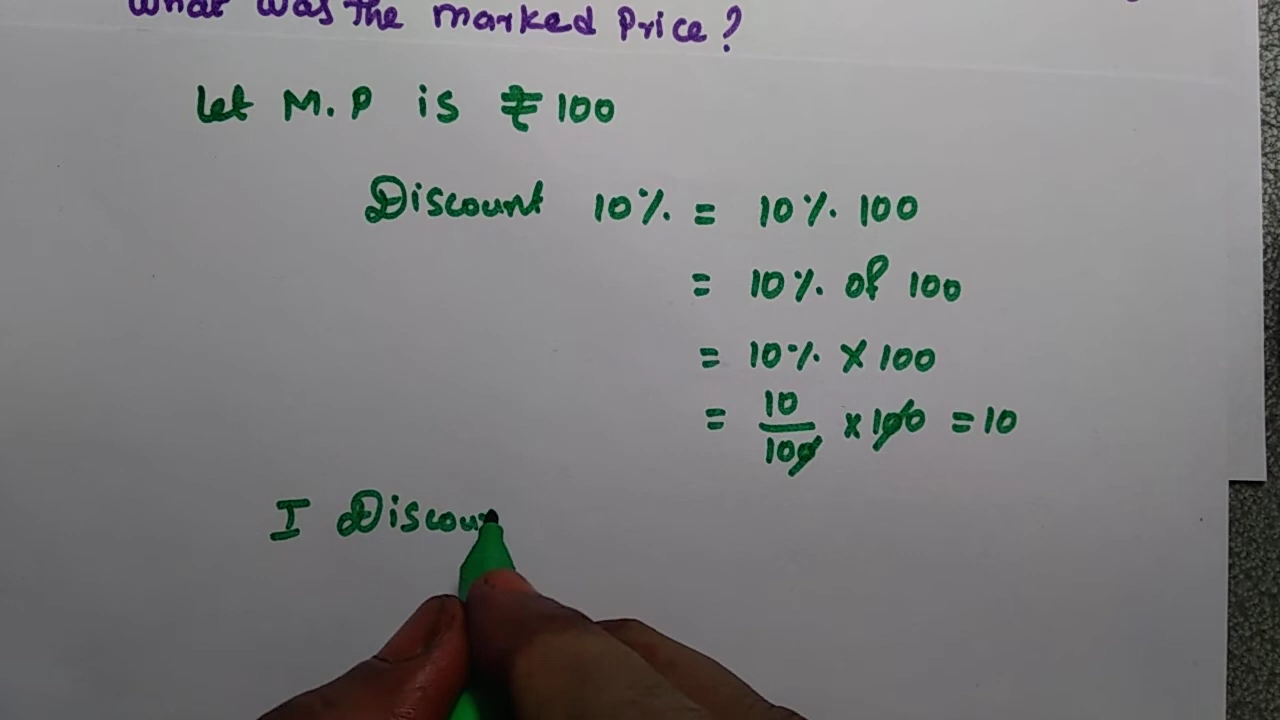 What was the marked Price?
Let M.P is ₹ 100
Discount 10% = 10% 100
= 10% of 100
= 10% × 100
= 10/100 × 100 = 10
I Discoun